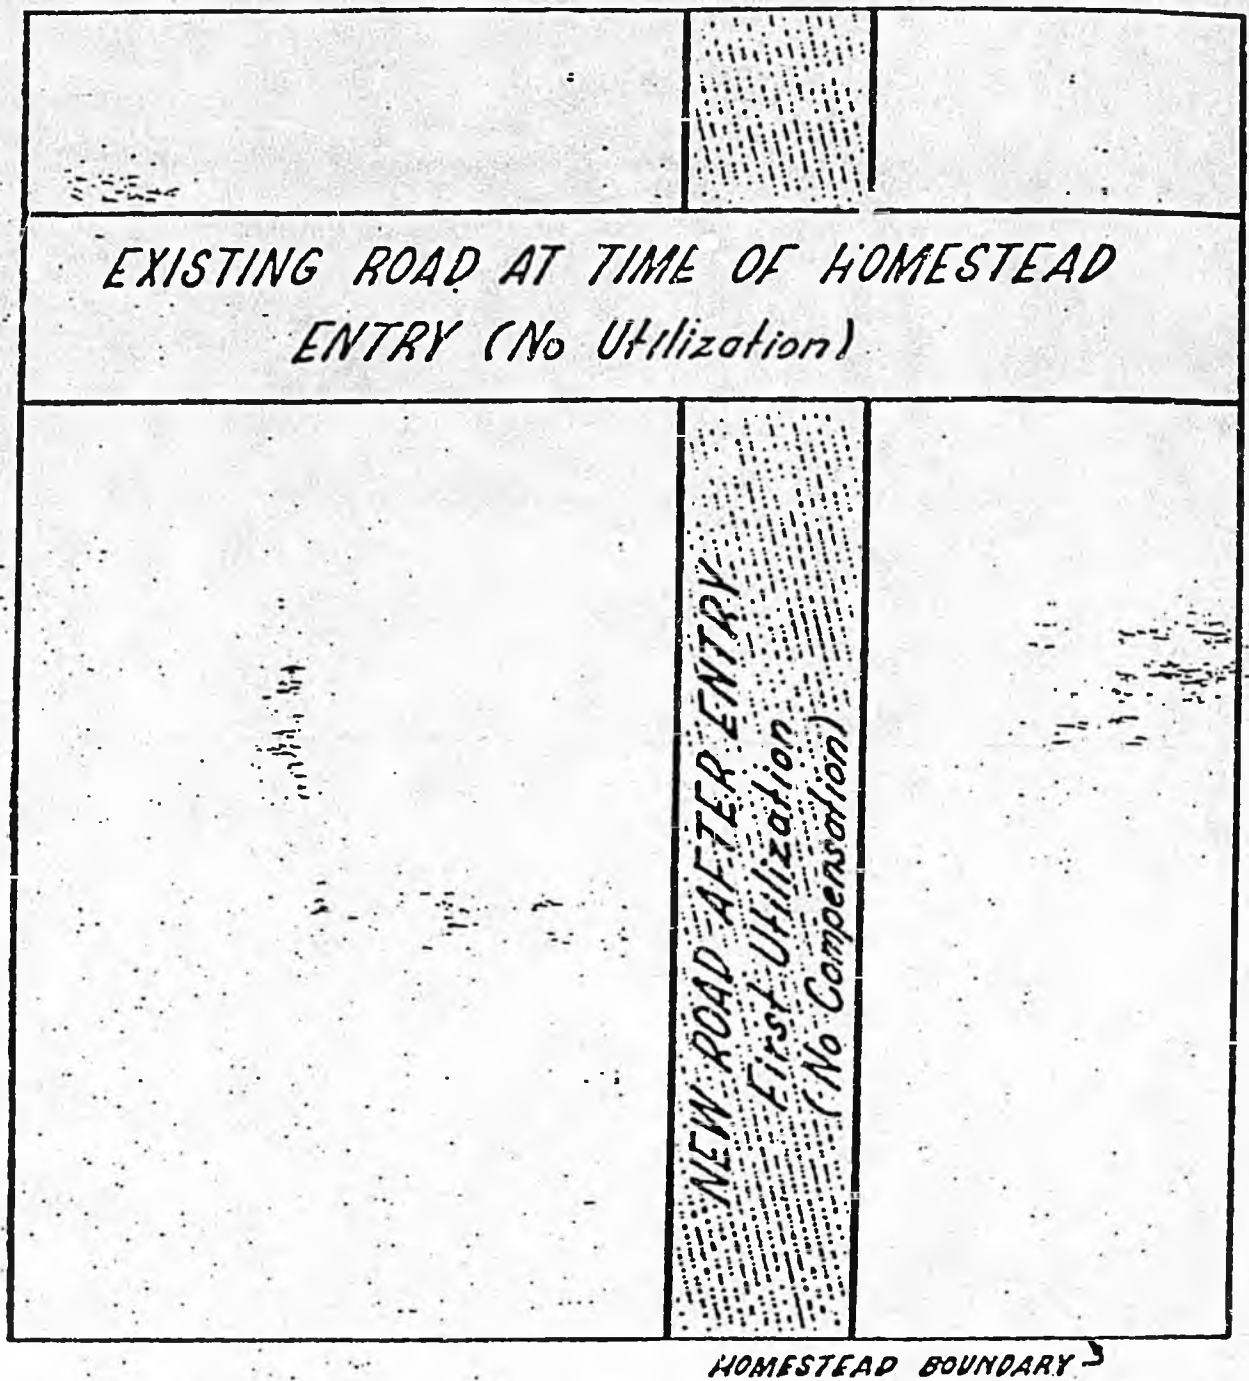 EXISTING ROAD AT TIME OF HOMESTEAD
ENTRY (No Utilization)
NEW ROAD AFTER ENTRY
First Utilization
(No Compensation)
HOMESTEAD BOUNDARY